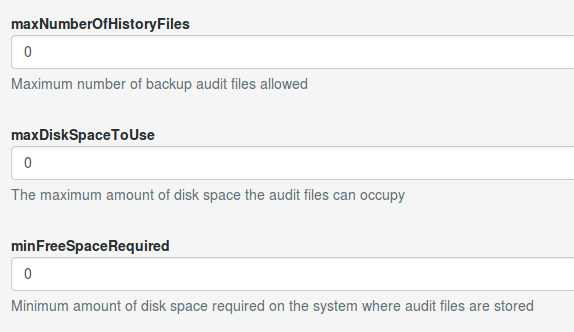 maxNumberOfHistoryFiles
0
Maximum number of backup audit files allowed
maxDiskSpaceToUse
0
The maximum amount of disk space the audit files can occupy
minFreeSpaceRequired
0
Minimum amount of disk space required on the system where audit files are stored